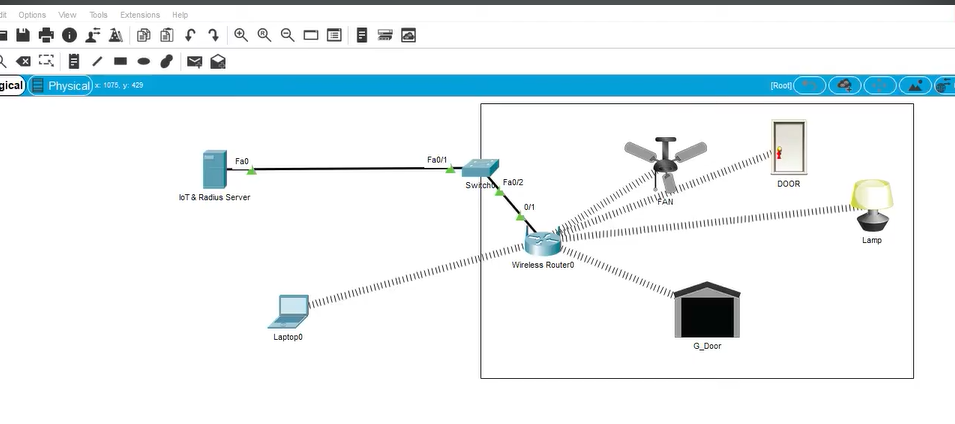 dit Options View Tools Extensions Help
gical Physical x: 1075, y: 429 [Root]
Fa0
Fa0/1
IoT & Radius Server
Switch0
Fa0/2
0/1
Wireless Router0
FAN
DOOR
Lamp
Laptop0
G_Door